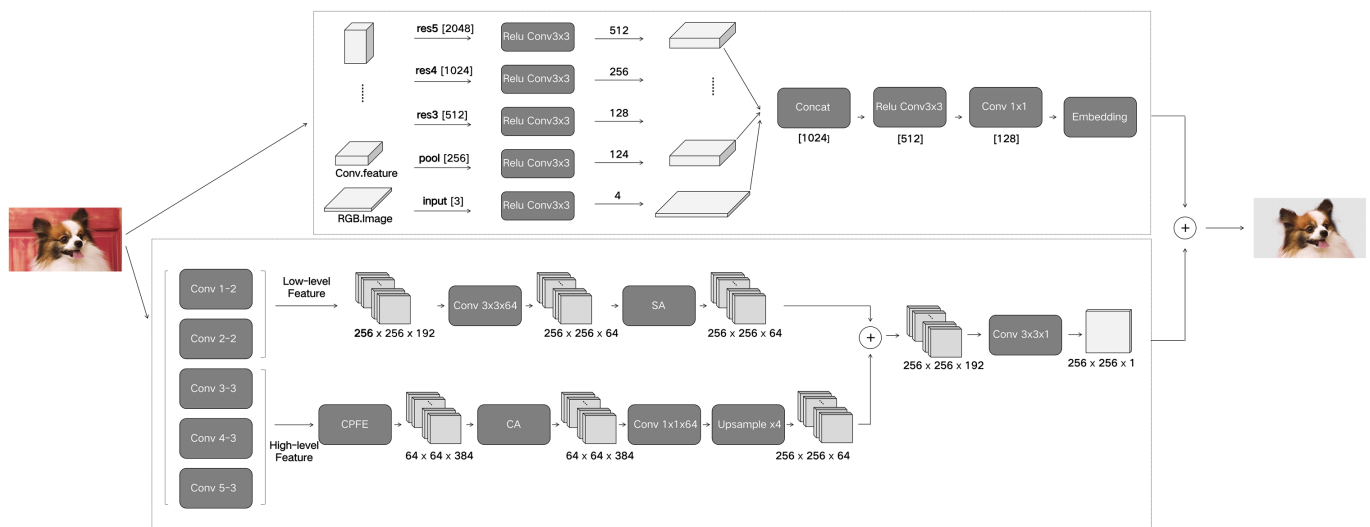 res5 [2048]
Relu Conv3x3
512
res4 [1024]
Relu Conv3x3
256
res3 [512]
Relu Conv3x3
128
pool [256]
Relu Conv3x3
124
Conv.feature
input [3]
Relu Conv3x3
4
RGB.Image
Concat
[1024]
Relu Conv3x3
[512]
Conv 1x1
[128]
Embedding
+
Conv 1-2
Conv 2-2
Conv 3-3
Conv 4-3
Conv 5-3
Low-level
Feature
256 x 256 x 192
Conv 3x3x64
256 x 256 x 64
SA
256 x 256 x 64
High-level
Feature
CPFE
64 x 64 x 384
CA
64 x 64 x 384
Conv 1x1x64
Upsample x4
256 x 256 x 64
+
256 x 256 x 192
Conv 3x3x1
256 x 256 x 1